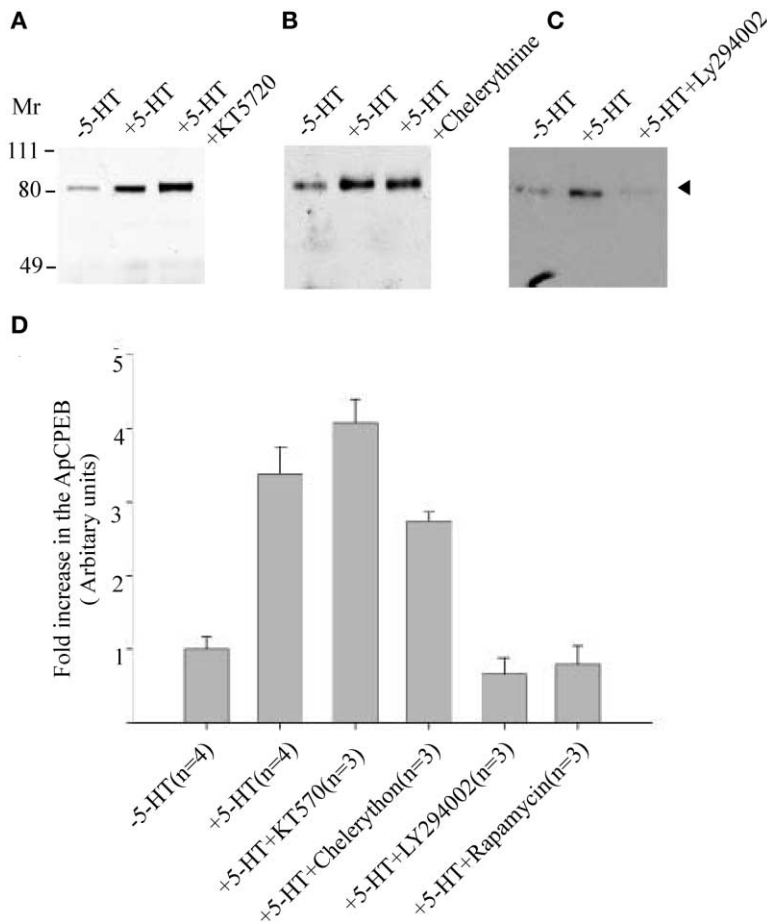 A
B
C
Mr
-5-HT
+5-HT
+5-HT
+KT5720
-5-HT
+5-HT
+5-HT
+Chelerythrine
-5-HT
+5-HT
+5-HT+Ly294002
111
80
49
D
Fold increase in the ApCPEB
( Arbitary units)
5
4
3
2
1
-5-HT(n=4)
+5-HT(n=4)
+5-HT+KT570(n=3)
+5-HT+Chelerython(n=3)
+5-HT+LY294002(n=3)
+5-HT+Rapamycin(n=3)